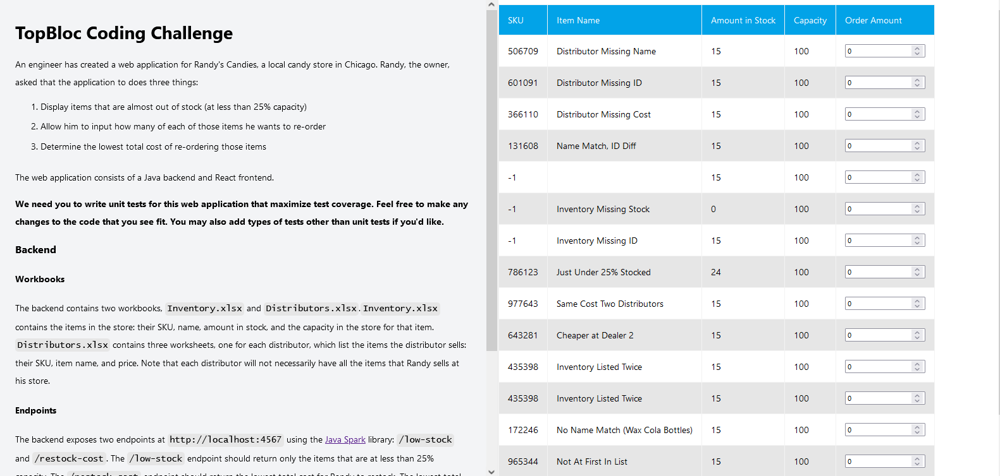 TopBloc Coding Challenge
An engineer has created a web application for Randy's Candies, a local candy store in Chicago. Randy, the owner,
asked that the application to does three things:
1. Display items that are almost out of stock (at less than 25% capacity)
2. Allow him to input how many of each of those items he wants to re-order
3. Determine the lowest total cost of re-ordering those items
The web application consists of a Java backend and React frontend.
We need you to write unit tests for this web application that maximize test coverage. Feel free to make any
changes to the code that you see fit. You may also add types of tests other than unit tests if you'd like.
Backend
Workbooks
The backend contains two workbooks, Inventory.xlsx and Distributors.xlsx. Inventory.xlsx
contains the items in the store: their SKU, name, amount in stock, and the capacity in the store for that item.
Distributors.xlsx contains three worksheets, one for each distributor, which list the items the distributor sells:
their SKU, item name, and price. Note that each distributor will not necessarily have all the items that Randy sells at
his store.
Endpoints
The backend exposes two endpoints at http://localhost:4567 using the Java Spark library: /low-stock
and /restock-cost. The /low-stock endpoint should return only the items that are at less than 25%
capacity. The /restock-cost endpoint should return the lowest total cost for Randy to restock. The lowest total
SKU Item Name Amount in Stock Capacity Order Amount
506709 Distributor Missing Name 15 100 0
601091 Distributor Missing ID 15 100 0
366110 Distributor Missing Cost 15 100 0
131608 Name Match, ID Diff 15 100 0
-1 15 100 0
-1 Inventory Missing Stock 0 100 0
-1 Inventory Missing ID 15 100 0
786123 Just Under 25% Stocked 24 100 0
977643 Same Cost Two Distributors 15 100 0
643281 Cheaper at Dealer 2 15 100 0
435398 Inventory Listed Twice 15 100 0
435398 Inventory Listed Twice 15 100 0
172246 No Name Match (Wax Cola Bottles) 15 100 0
965344 Not At First In List 15 100 0